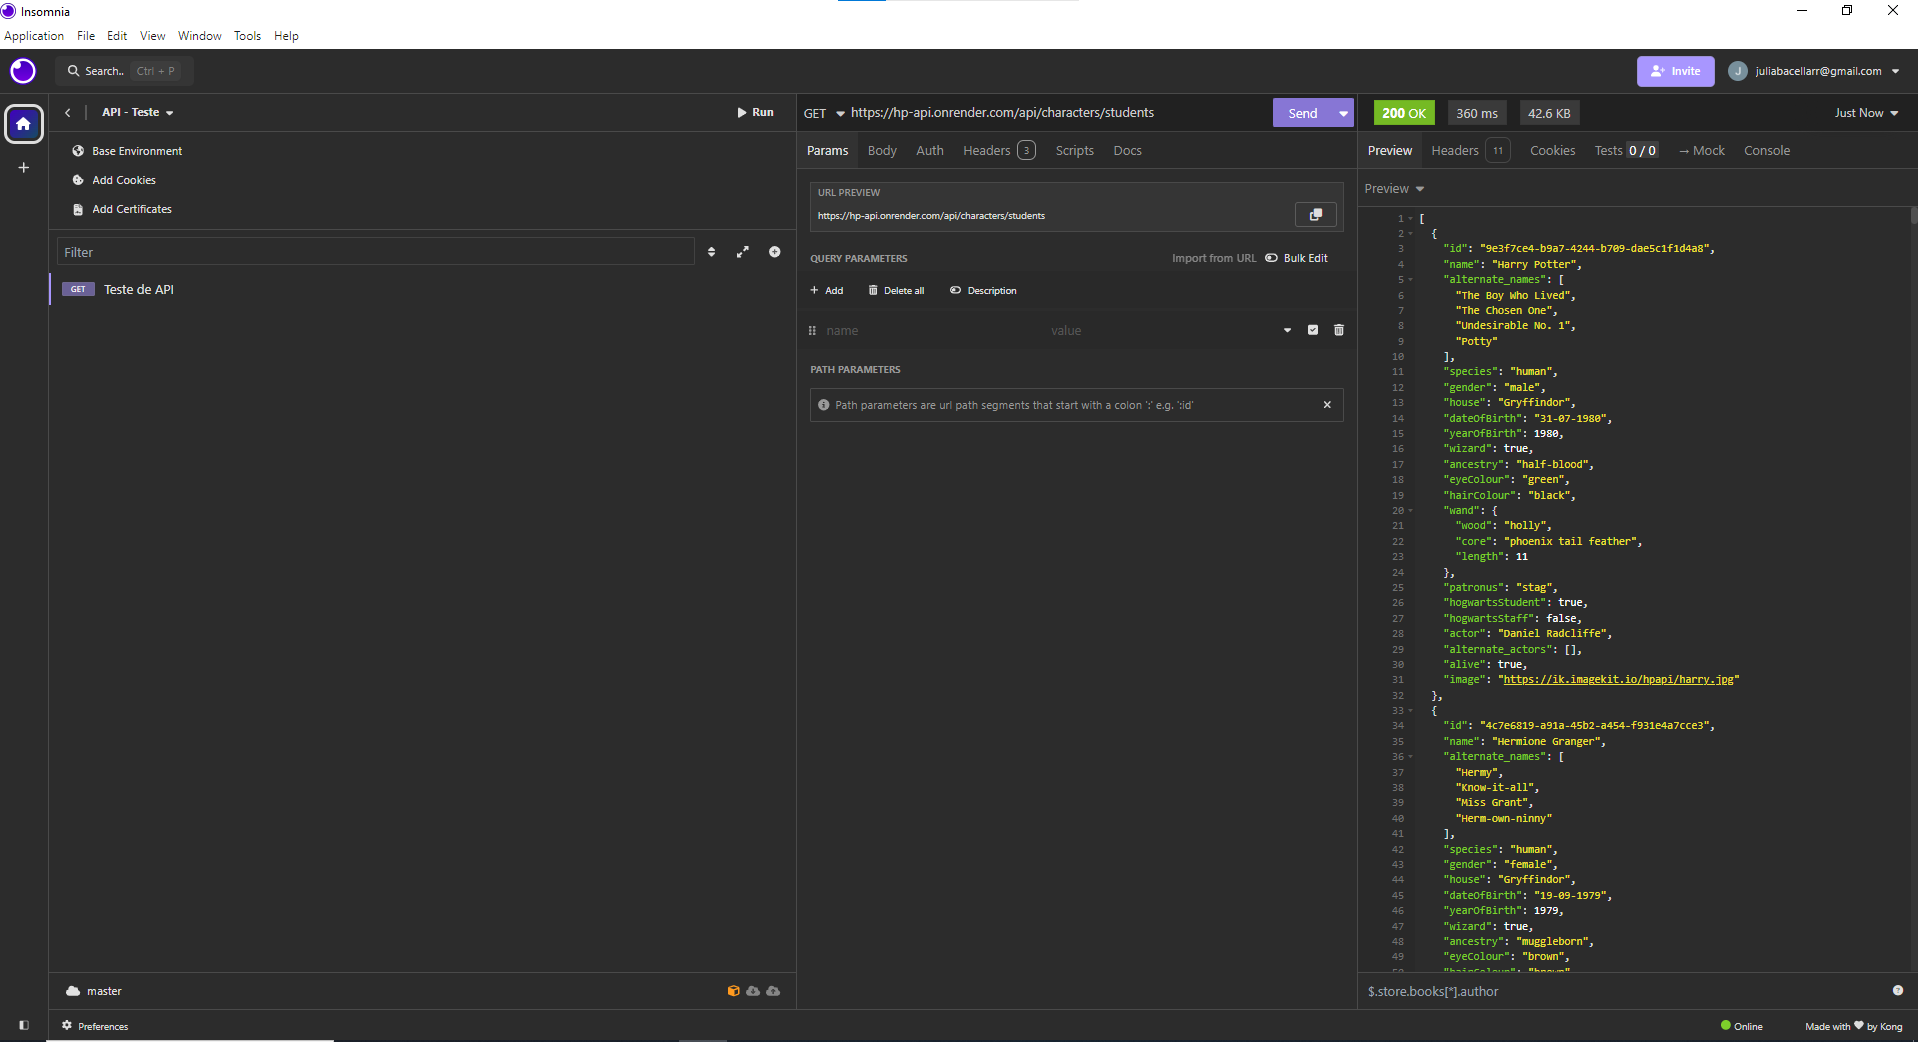 Insomnia
Application File Edit View Window Tools Help
Search.. Ctrl + P
Invite
J juliabacellarr@gmail.com
API - Teste
Run
Base Environment
Add Cookies
Add Certificates
Filter
GET Teste de API
master
Preferences
GET https://hp-api.onrender.com/api/characters/students
Send
Params Body Auth Headers 3 Scripts Docs
URL PREVIEW
https://hp-api.onrender.com/api/characters/students
QUERY PARAMETERS Import from URL Bulk Edit
+ Add Delete all Description
name value
PATH PARAMETERS
Path parameters are url path segments that start with a colon ':' e.g. ':id'
200 OK 360 ms 42.6 KB Just Now
Preview Headers 11 Cookies Tests 0 / 0 → Mock Console
Preview
1 [
2 {
3 "id": "9e3f7ce4-b9a7-4244-b709-dae5c1f1d4a8",
4 "name": "Harry Potter",
5 "alternate_names": [
6 "The Boy Who Lived",
7 "The Chosen One",
8 "Undesirable No. 1",
9 "Potty"
10 ],
11 "species": "human",
12 "gender": "male",
13 "house": "Gryffindor",
14 "dateOfBirth": "31-07-1980",
15 "yearOfBirth": 1980,
16 "wizard": true,
17 "ancestry": "half-blood",
18 "eyeColour": "green",
19 "hairColour": "black",
20 "wand": {
21 "wood": "holly",
22 "core": "phoenix tail feather",
23 "length": 11
24 },
25 "patronus": "stag",
26 "hogwartsStudent": true,
27 "hogwartsStaff": false,
28 "actor": "Daniel Radcliffe",
29 "alternate_actors": [],
30 "alive": true,
31 "image": "https://ik.imagekit.io/hpapi/harry.jpg"
32 },
33 {
34 "id": "4c7e6819-a91a-45b2-a454-f931e4a7cce3",
35 "name": "Hermione Granger",
36 "alternate_names": [
37 "Hermy",
38 "Know-it-all",
39 "Miss Grant",
40 "Herm-own-ninny"
41 ],
42 "species": "human",
43 "gender": "female",
44 "house": "Gryffindor",
45 "dateOfBirth": "19-09-1979",
46 "yearOfBirth": 1979,
47 "wizard": true,
48 "ancestry": "muggleborn",
49 "eyeColour": "brown",
50 "hairColour": "brown"
$.store.books[*].author
Online
Made with ♥ by Kong